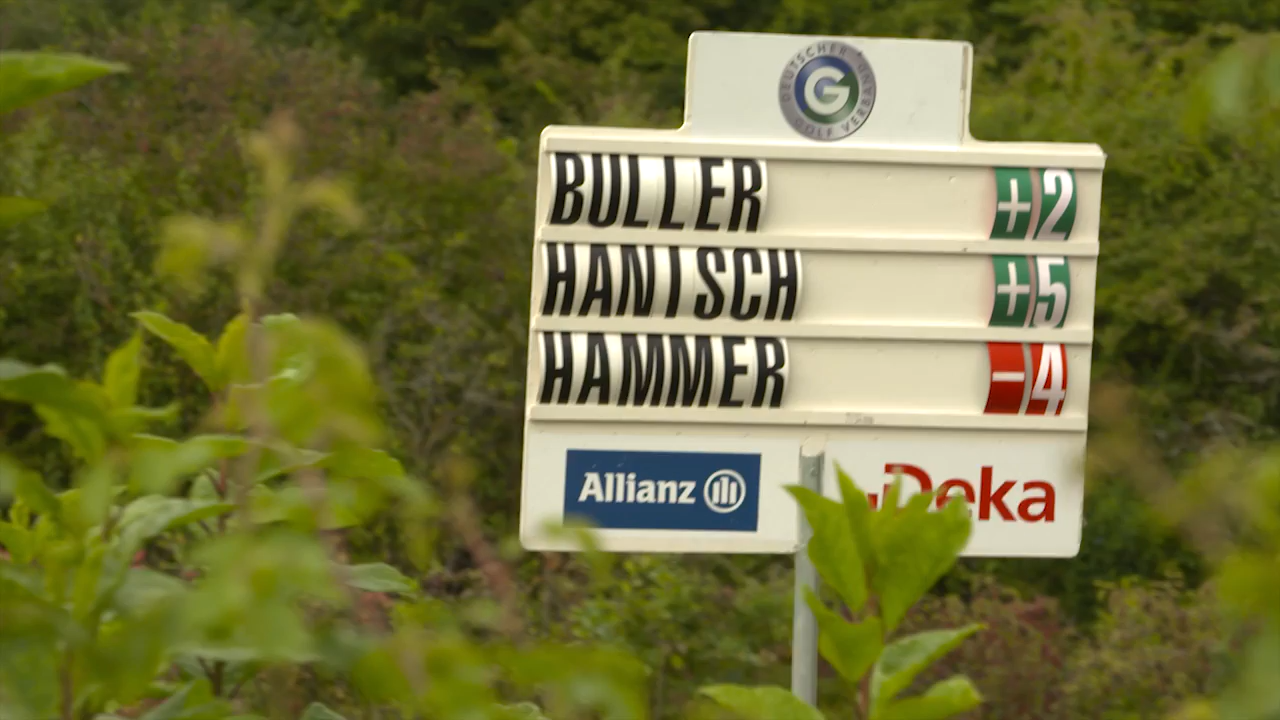 DEUTSCHER GOLF VERBAND
G
BULLER +2
HANISCH +5
HAMMER -4
Allianz
Deka